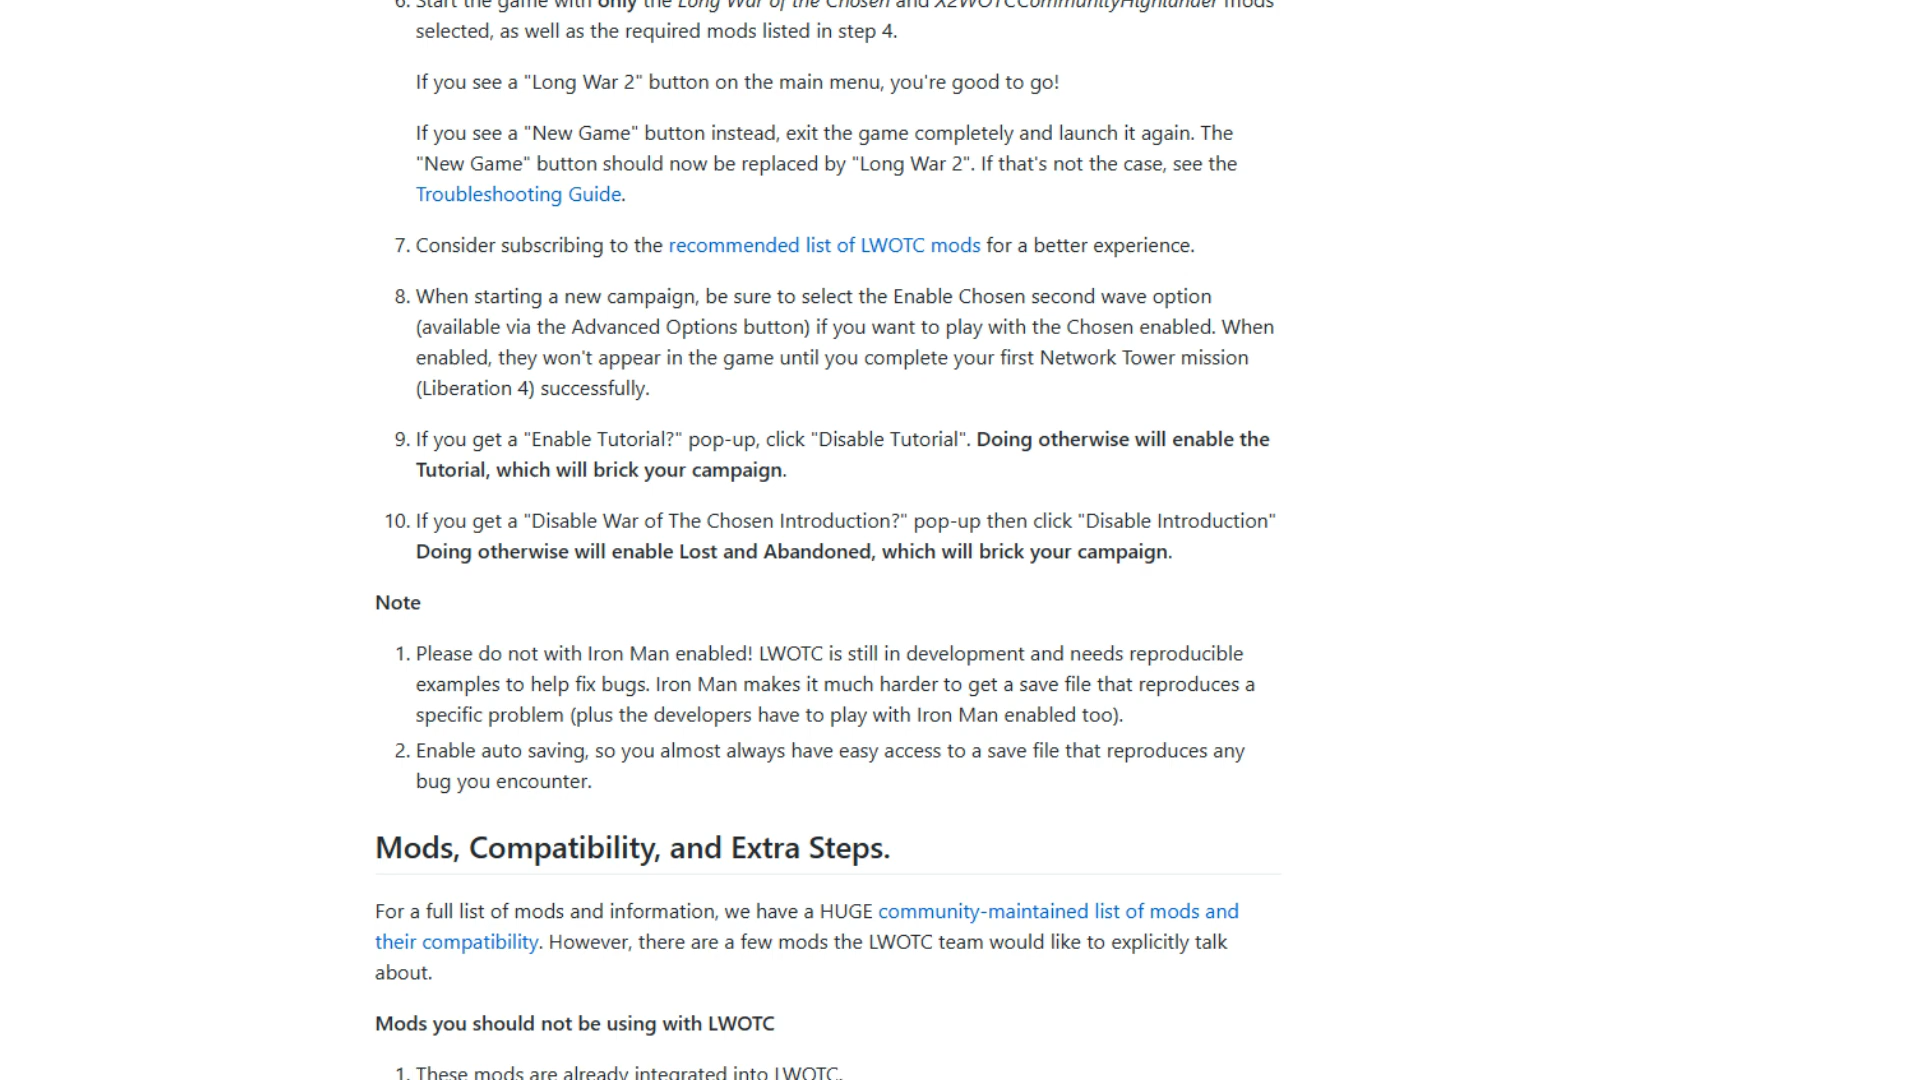 6. Start the game with only the Long War of the Chosen and X2WOTCCommunityHighlander mods
selected, as well as the required mods listed in step 4.
If you see a "Long War 2" button on the main menu, you're good to go!
If you see a "New Game" button instead, exit the game completely and launch it again. The
"New Game" button should now be replaced by "Long War 2". If that's not the case, see the
Troubleshooting Guide.
7. Consider subscribing to the recommended list of LWOTC mods for a better experience.
8. When starting a new campaign, be sure to select the Enable Chosen second wave option
(available via the Advanced Options button) if you want to play with the Chosen enabled. When
enabled, they won't appear in the game until you complete your first Network Tower mission
(Liberation 4) successfully.
9. If you get a "Enable Tutorial?" pop-up, click "Disable Tutorial". Doing otherwise will enable the
Tutorial, which will brick your campaign.
10. If you get a "Disable War of The Chosen Introduction?" pop-up then click "Disable Introduction"
Doing otherwise will enable Lost and Abandoned, which will brick your campaign.
Note
1. Please do not with Iron Man enabled! LWOTC is still in development and needs reproducible
examples to help fix bugs. Iron Man makes it much harder to get a save file that reproduces a
specific problem (plus the developers have to play with Iron Man enabled too).
2. Enable auto saving, so you almost always have easy access to a save file that reproduces any
bug you encounter.
Mods, Compatibility, and Extra Steps.
For a full list of mods and information, we have a HUGE community-maintained list of mods and
their compatibility. However, there are a few mods the LWOTC team would like to explicitly talk
about.
Mods you should not be using with LWOTC
1. These mods are already integrated into LWOTC.